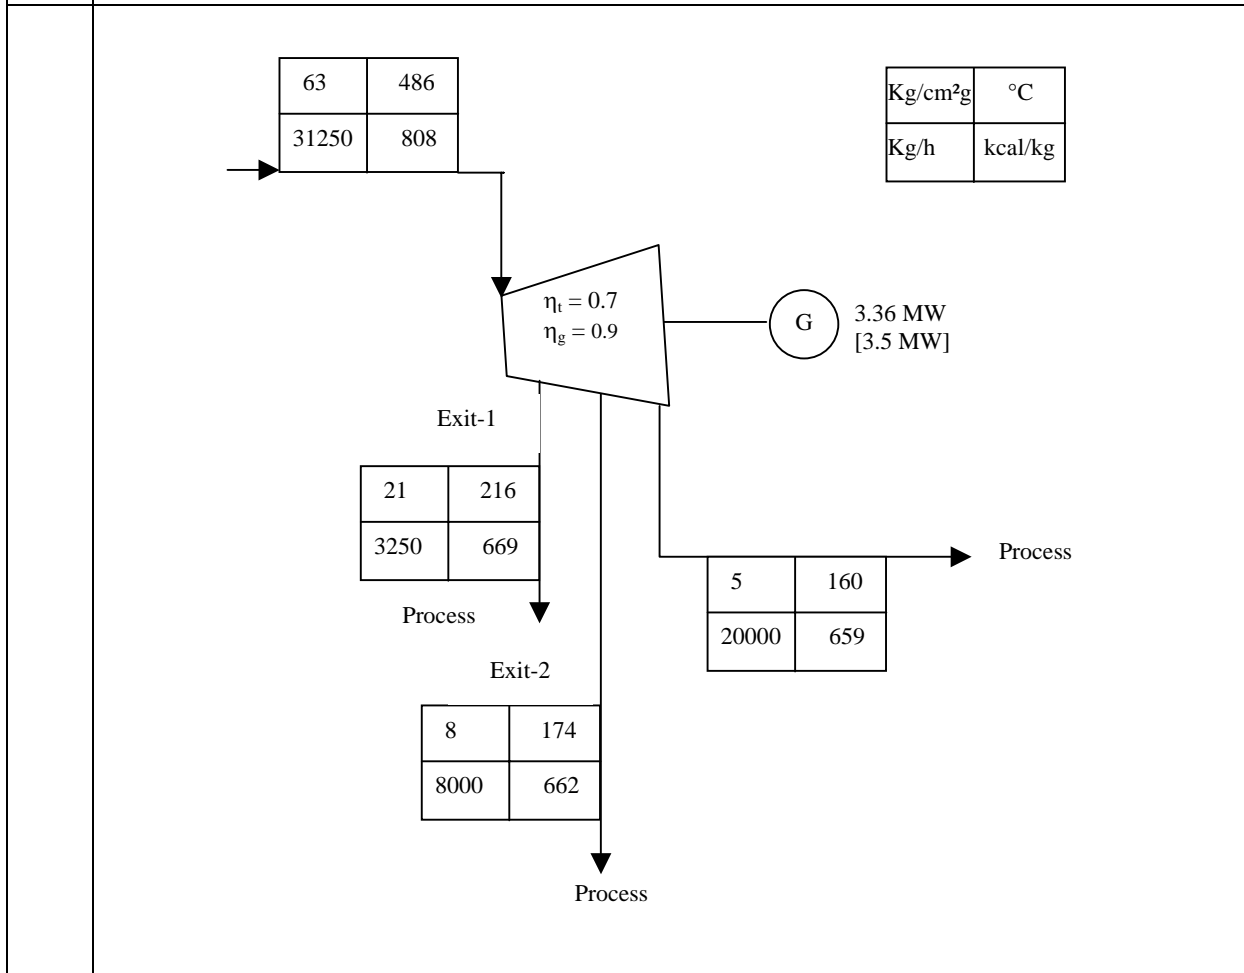 63 486
31250 808
Kg/cm²g °C
Kg/h kcal/kg
ηt = 0.7
ηg = 0.9
G
3.36 MW
[3.5 MW]
Exit-1
21 216
3250 669
Process
Process
5 160
20000 659
Exit-2
8 174
8000 662
Process